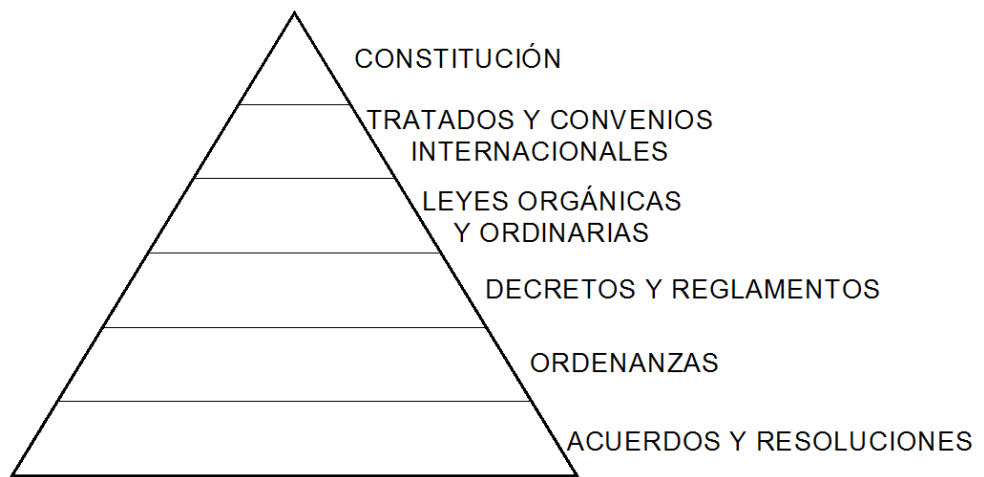 CONSTITUCIÓN
TRATADOS Y CONVENIOS
INTERNACIONALES
LEYES ORGÁNICAS
Y ORDINARIAS
DECRETOS Y REGLAMENTOS
ORDENANZAS
ACUERDOS Y RESOLUCIONES